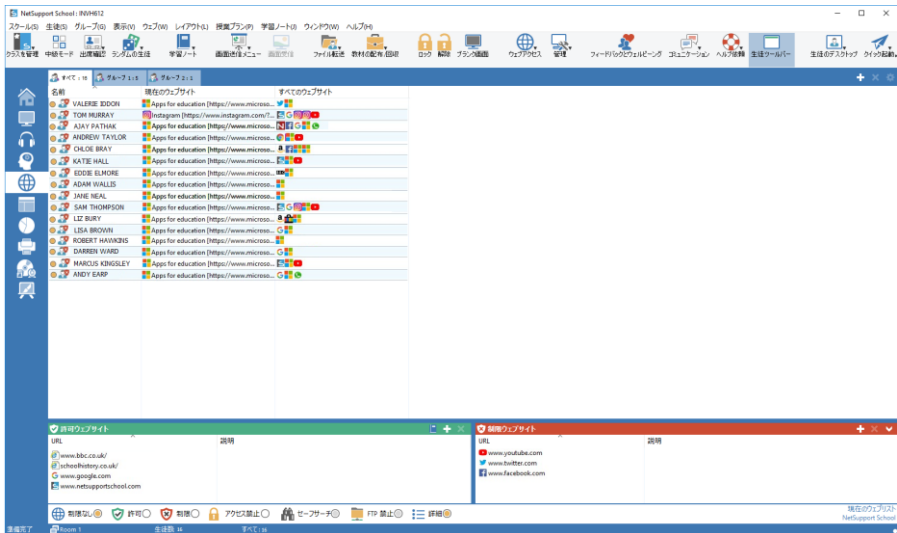 NetSupport School : INVH612
スクール(S) 生徒(S) グループ(G) 表示(V) ウェブ(W) レイアウト(L) 授業プラン(P) 学習ノート(J) ウィンドウ(W) ヘルプ(H)
クラスを管理 中級モード 出席確認 ランダムの生徒 学習ノート 画面送信メニュー 画面受信 ファイル転送 教材の配布/回収 ロック 解除 ブランク画面 ウェブアクセス 管理 フィードバックとウェルビーング コミュニケーション ヘルプ依頼 生徒ツールバー 生徒のデスクトップ クイック起動
すべて : 16 グループ 1 : 8 グループ 2 : 3
名前 現在のウェブサイト すべてのウェブサイト
VALERIE IDDON Apps for education [https://www.microso...
TOM MURRAY Instagram [https://www.instagram.com/?...
AJAY PATHAK Apps for education [https://www.microso...
ANDREW TAYLOR Apps for education [https://www.microso...
CHLOE BRAY Apps for education [https://www.microso...
KATIE HALL Apps for education [https://www.microso...
EDDIE ELMORE Apps for education [https://www.microso...
ADAM WALLIS Apps for education [https://www.microso...
JANE NEAL Apps for education [https://www.microso...
SAM THOMPSON Apps for education [https://www.microso...
LIZ BURY Apps for education [https://www.microso...
LISA BROWN Apps for education [https://www.microso...
ROBERT HAWKINS Apps for education [https://www.microso...
DARREN WARD Apps for education [https://www.microso...
MARCUS KINGSLEY Apps for education [https://www.microso...
ANDY EARP Apps for education [https://www.microso...
許可ウェブサイト
URL 説明
www.bbc.co.uk/
schoolhistory.co.uk/
www.google.com
www.netsupportschool.com
制限ウェブサイト
URL 説明
www.youtube.com
www.twitter.com
www.facebook.com
制限なし 許可 制限 アクセス禁止 セーフサーチ FTP 禁止 詳細
現在のウェブリスト
NetSupport School
準備完了 Room 1 生徒数: 16 すべて : 16